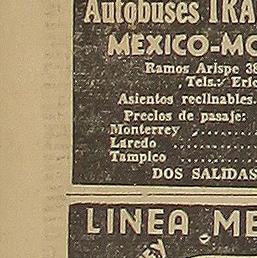 Autobuses TRA
MEXICO-MO
Ramos Arispe 38
Tels.: Eric
Asientos reclinables.
Precios de pasaje:
Monterrey ........
Laredo ........
Tampico ........
DOS SALIDAS
LINEA ME